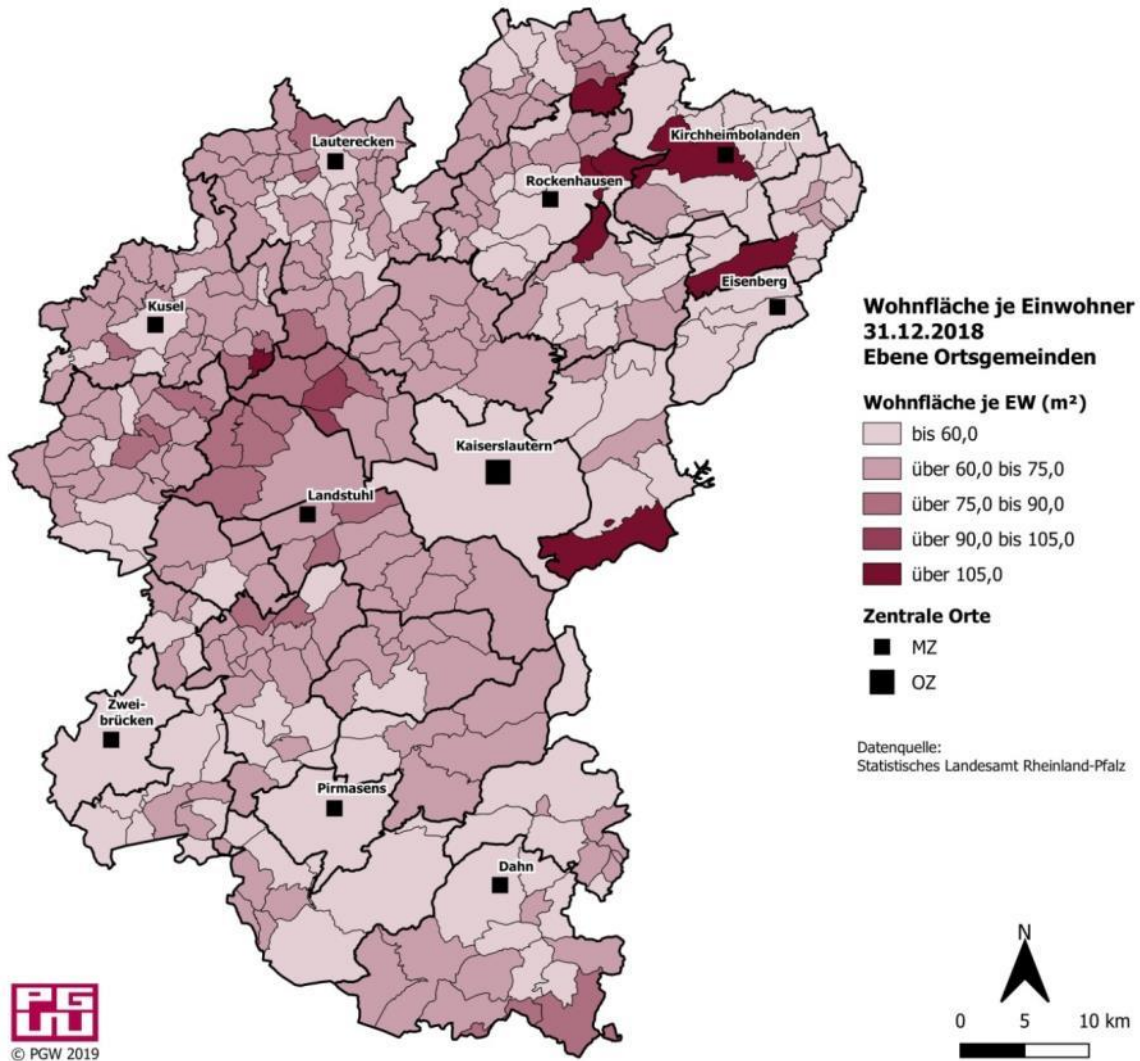 Lauterecken
Kirchheimbolanden
Rockenhausen
Eisenberg
Kusel
Kaiserslautern
Landstuhl
Zwei-
brücken
Pirmasens
Dahn
Wohnfläche je Einwohner
31.12.2018
Ebene Ortsgemeinden
Wohnfläche je EW (m²)
bis 60,0
über 60,0 bis 75,0
über 75,0 bis 90,0
über 90,0 bis 105,0
über 105,0
Zentrale Orte
MZ
OZ
Datenquelle:
Statistisches Landesamt Rheinland-Pfalz
N
0 5 10 km
PG
W
© PGW 2019